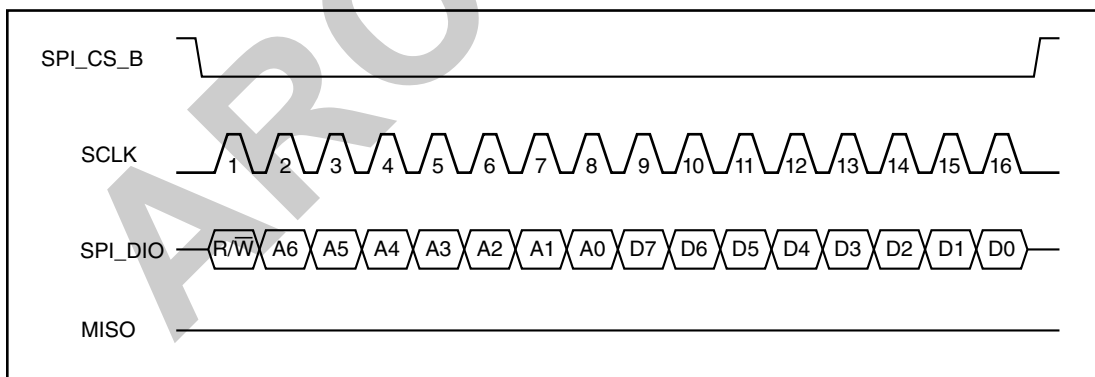 SPI_CS_B
SCLK 1 2 3 4 5 6 7 8 9 10 11 12 13 14 15 16
SPI_DIO R/W̅ A6 A5 A4 A3 A2 A1 A0 D7 D6 D5 D4 D3 D2 D1 D0
MISO